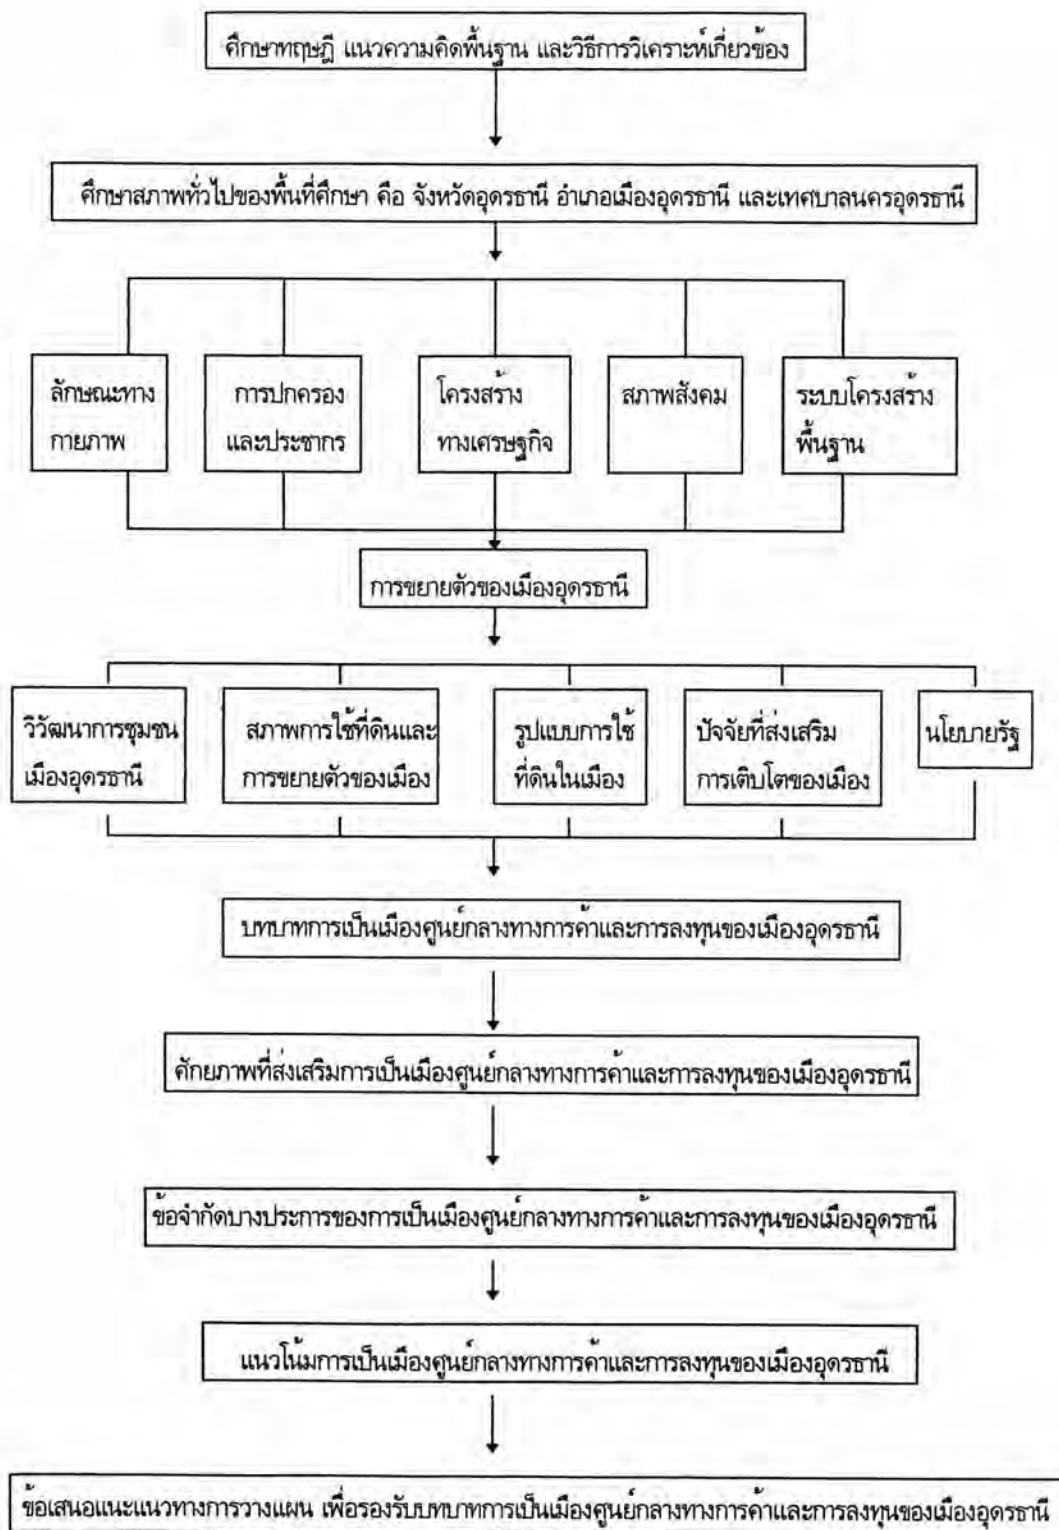 ศึกษาทฤษฎี แนวความคิดพื้นฐาน และวิธีการวิเคราะห์เกี่ยวข้อง
ศึกษาสภาพทั่วไปของพื้นที่ศึกษา คือ จังหวัดอุดรธานี อำเภอเมืองอุดรธานี และเทศบาลนครอุดรธานี
ลักษณะทาง
กายภาพ
การปกครอง
และประชากร
โครงสร้าง
ทางเศรษฐกิจ
สภาพสังคม
ระบบโครงสร้าง
พื้นฐาน
การขยายตัวของเมืองอุดรธานี
วิวัฒนาการชุมชน
เมืองอุดรธานี
สภาพการใช้ที่ดินและ
การขยายตัวของเมือง
รูปแบบการใช้
ที่ดินในเมือง
ปัจจัยที่ส่งเสริม
การเติบโตของเมือง
นโยบายรัฐ
บทบาทการเป็นเมืองศูนย์กลางทางการค้าและการลงทุนของเมืองอุดรธานี
ศักยภาพที่ส่งเสริมการเป็นเมืองศูนย์กลางทางการค้าและการลงทุนของเมืองอุดรธานี
ข้อจำกัดบางประการของการเป็นเมืองศูนย์กลางทางการค้าและการลงทุนของเมืองอุดรธานี
แนวโน้มการเป็นเมืองศูนย์กลางทางการค้าและการลงทุนของเมืองอุดรธานี
ข้อเสนอแนะแนวทางการวางแผน เพื่อรองรับบทบาทการเป็นเมืองศูนย์กลางทางการค้าและการลงทุนของเมืองอุดรธานี